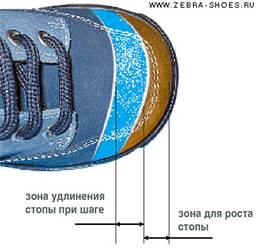 WWW.ZEBRA-SHOES.RU
зона удлинения
стопы при шаге
зона для роста
стопы